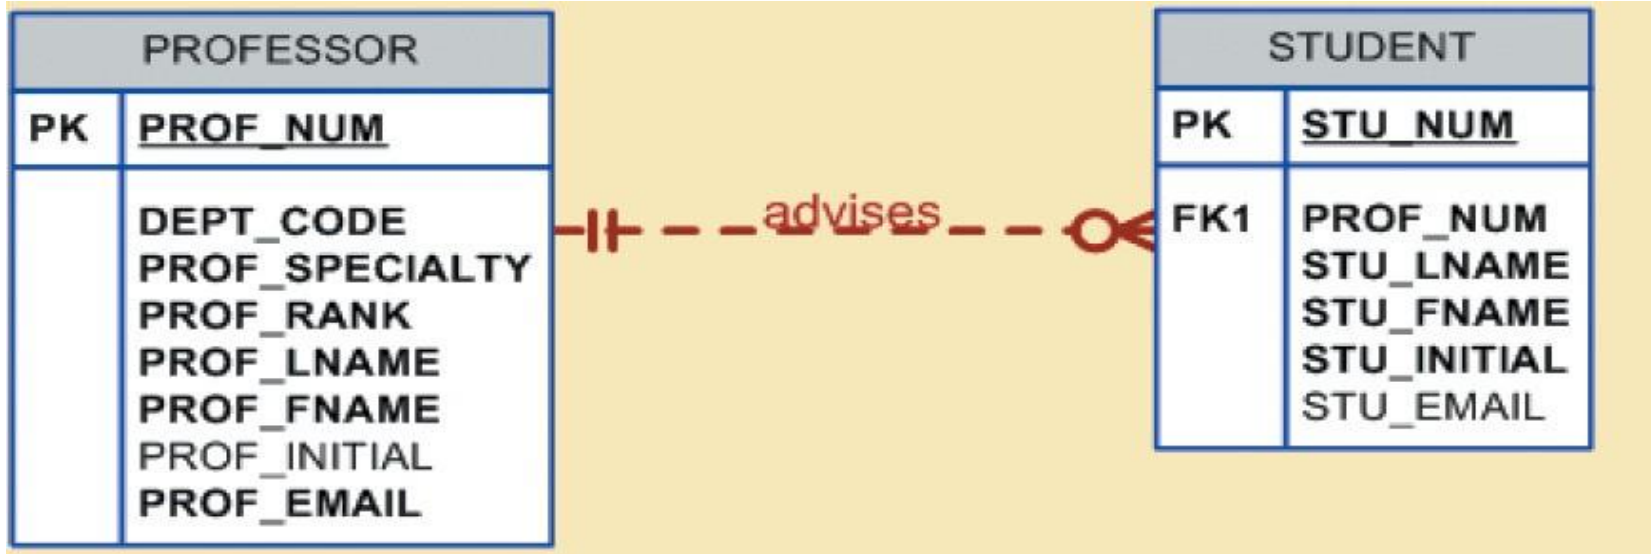 PROFESSOR
PK PROF_NUM
DEPT_CODE
PROF_SPECIALTY
PROF_RANK
PROF_LNAME
PROF_FNAME
PROF_INITIAL
PROF_EMAIL
advises
STUDENT
PK STU_NUM
FK1 PROF_NUM
STU_LNAME
STU_FNAME
STU_INITIAL
STU_EMAIL